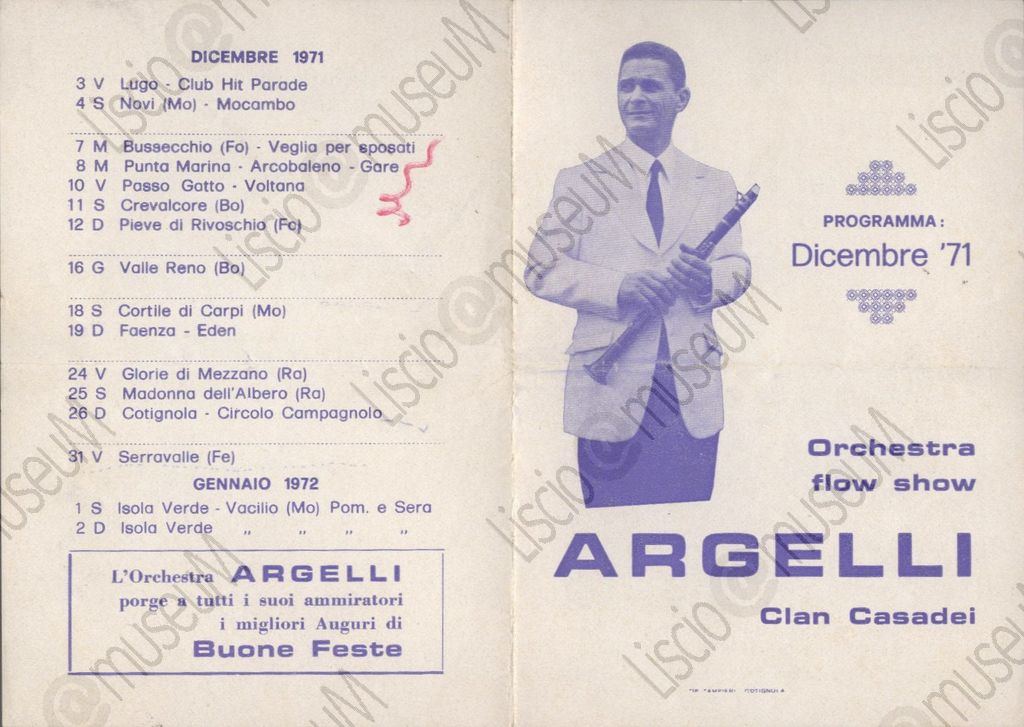 DICEMBRE 1971
3 V Lugo - Club Hit Parade
4 S Novi (Mo) - Mocambo
7 M Bussecchio (Fo) - Veglia per sposati
8 M Punta Marina - Arcobaleno - Gare
10 V Passo Gatto - Voltana
11 S Crevalcore (Bo)
12 D Pieve di Rivoschio (Fo)
16 G Valle Reno (Bo)
18 S Cortile di Carpi (Mo)
19 D Faenza - Eden
24 V Glorie di Mezzano (Ra)
25 S Madonna dell'Albero (Ra)
26 D Cotignola - Circolo Campagnolo
31 V Serravalle (Fe)
GENNAIO 1972
1 S Isola Verde - Vacilio (Mo) Pom. e Sera
2 D Isola Verde „ „ „ „
L'Orchestra ARGELLI
porge a tutti i suoi ammiratori
i migliori Auguri di
Buone Feste
PROGRAMMA:
Dicembre '71
Orchestra
flow show
ARGELLI
Clan Casadei
Liscio@museuM